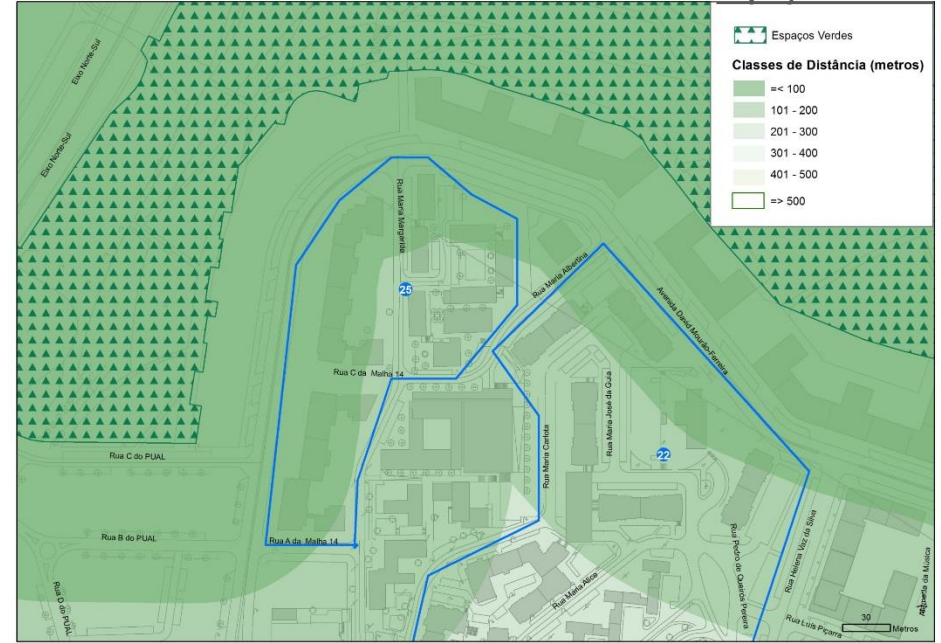 Espaços Verdes
Classes de Distância (metros)
=< 100
101 - 200
201 - 300
301 - 400
401 - 500
=> 500
Eixo Norte-Sul
Eixo Norte-Sul
Rua Maria Margarida
25
Rua Maria Albertina
Avenida David Mourão-Ferreira
Rua C da Malha 14
Rua Maria José da Guia
Rua Maria Carlota
22
Rua C do PUAL
Rua B do PUAL
Rua A da Malha 14
Rua D do PUAL
Rua Maria Alice
Rua Pedro de Queirós Pereira
Rua Helena Vaz da Silva
Rua Luís Piçarra
da Música
30
Metros